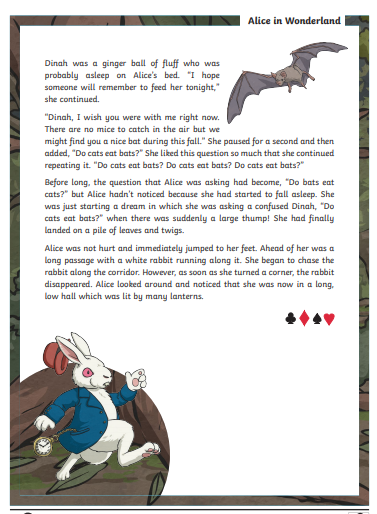 Alice in Wonderland
Dinah was a ginger ball of fluff who was
probably asleep on Alice's bed. "I hope
someone will remember to feed her tonight,"
she continued.
"Dinah, I wish you were with me right now.
There are no mice to catch in the air but we
might find you a nice bat during this fall." She paused for a second and then
added, "Do cats eat bats?" She liked this question so much that she continued
repeating it. "Do cats eat bats? Do cats eat bats? Do cats eat bats?"
Before long, the question that Alice was asking had become, "Do bats eat
cats?" but Alice hadn't noticed because she had started to fall asleep. She
was just starting a dream in which she was asking a confused Dinah, "Do
cats eat bats?" when there was suddenly a large thump! She had finally
landed on a pile of leaves and twigs.
Alice was not hurt and immediately jumped to her feet. Ahead of her was a
long passage with a white rabbit running along it. She began to chase the
rabbit along the corridor. However, as soon as she turned a corner, the rabbit
disappeared. Alice looked around and noticed that she was now in a long,
low hall which was lit by many lanterns.